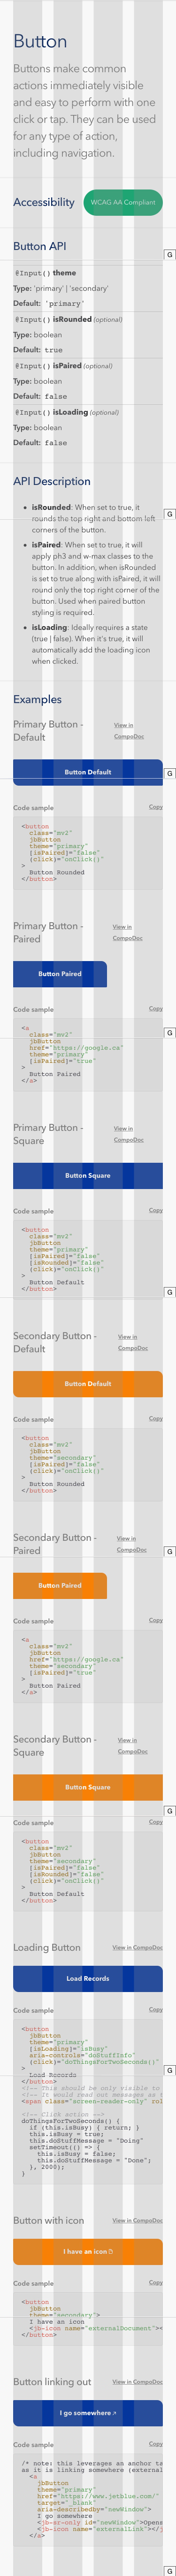 Button
Buttons make common
actions immediately visible
and easy to perform with one
click or tap. They can be used
for any type of action,
including navigation.
Accessibility
WCAG AA Compliant
Button API
G
@Input() theme
Type: 'primary' | 'secondary'
Default: 'primary'
@Input() isRounded (optional)
Type: boolean
Default: true
@Input() isPaired (optional)
Type: boolean
Default: false
@Input() isLoading (optional)
Type: boolean
Default: false
API Description
isRounded: When set to true, it
G
rounds the top right and bottom left
corners of the button.
isPaired: When set to true, it will
apply ph3 and w-max classes to the
button. In addition, when isRounded
is set to true along with isPaired, it will
round only the top right corner of the
button. Used when paired button
styling is required.
isLoading: Ideally requires a state
(true | false). When it's true, it will
automatically add the loading icon
when clicked.
Examples
Primary Button -
Default
View in
CompoDoc
Button Default
G
Code sample
Copy
<button
class="mv2"
jbButton
theme="primary"
[isPaired]="false"
(click)="onClick()"
>
Button Rounded
</button>
Primary Button -
Paired
View in
CompoDoc
Button Paired
Code sample
Copy
<a
class="mv2"
jbButton
G
href="https://google.ca"
theme="primary"
[isPaired]="true"
>
Button Paired
</a>
Primary Button -
Square
View in
CompoDoc
Button Square
Code sample
Copy
<button
class="mv2"
jbButton
theme="primary"
[isPaired]="false"
[isRounded]="false"
(click)="onClick()"
>
Button Default
</button>
G
Secondary Button -
Default
View in
CompoDoc
Button Default
Code sample
Copy
<button
class="mv2"
jbButton
theme="secondary"
[isPaired]="false"
(click)="onClick()"
>
Button Rounded
</button>
Secondary Button -
Paired
View in
CompoDoc
G
Button Paired
Code sample
Copy
<a
class="mv2"
jbButton
href="https://google.ca"
theme="secondary"
[isPaired]="true"
>
Button Paired
</a>
Secondary Button -
Square
View in
CompoDoc
Button Square
G
Code sample
Copy
<button
class="mv2"
jbButton
theme="secondary"
[isPaired]="false"
[isRounded]="false"
(click)="onClick()"
>
Button Default
</button>
Loading Button
View in CompoDoc
Load Records
Code sample
Copy
<button
jbButton
theme="primary"
[isLoading]="isBusy"
aria-controls="doStuffInfo"
(click)="doThingsForTwoSeconds()"
>
G
Load Records
</button>
<!-- This should be only visible to
<!-- It would read out messages as t
<span class="screen-reader-only" rol
<!-- Click action -->
doThingsForTwoSeconds() {
if (this.isBusy) { return; }
this.isBusy = true;
this.doStuffMessage = "Doing"
setTimeout(() => {
this.isBusy = false;
this.doStuffMessage = "Done";
}, 2000);
}
Button with icon
View in CompoDoc
I have an icon
Code sample
Copy
<button
jbButton
theme="secondary">
I have an icon
<jb-icon name="externalDocument"><
</button>
G
Button linking out
View in CompoDoc
I go somewhere
Code sample
Copy
/* note: this leverages an anchor ta
as it is linking somewhere (external
<a
jbButton
theme="primary"
href="https://www.jetblue.com/"
target="_blank"
aria-describedby="newWindow">
I go somewhere
<jb-sr-only id="newWindow">Opens
<jb-icon name="externalLink"></j
</a>
G